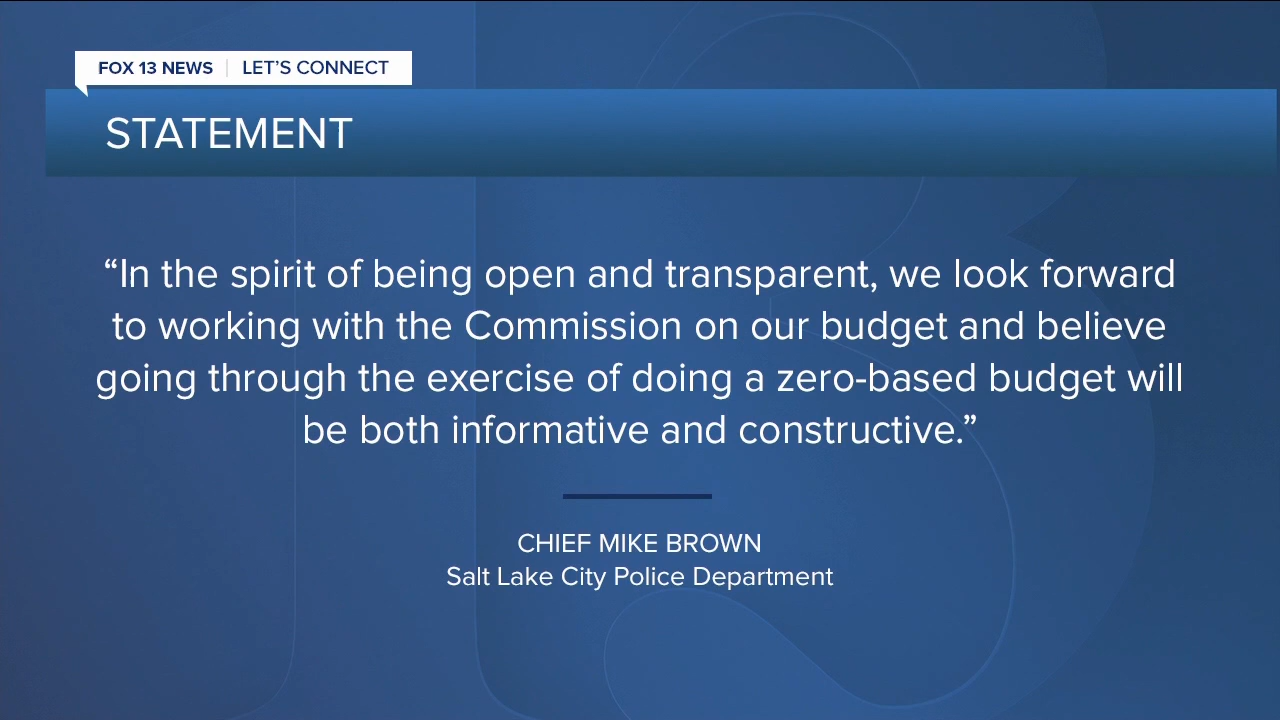 FOX 13 NEWS | LET’S CONNECT
STATEMENT
“In the spirit of being open and transparent, we look forward
to working with the Commission on our budget and believe
going through the exercise of doing a zero-based budget will
be both informative and constructive.”
CHIEF MIKE BROWN
Salt Lake City Police Department